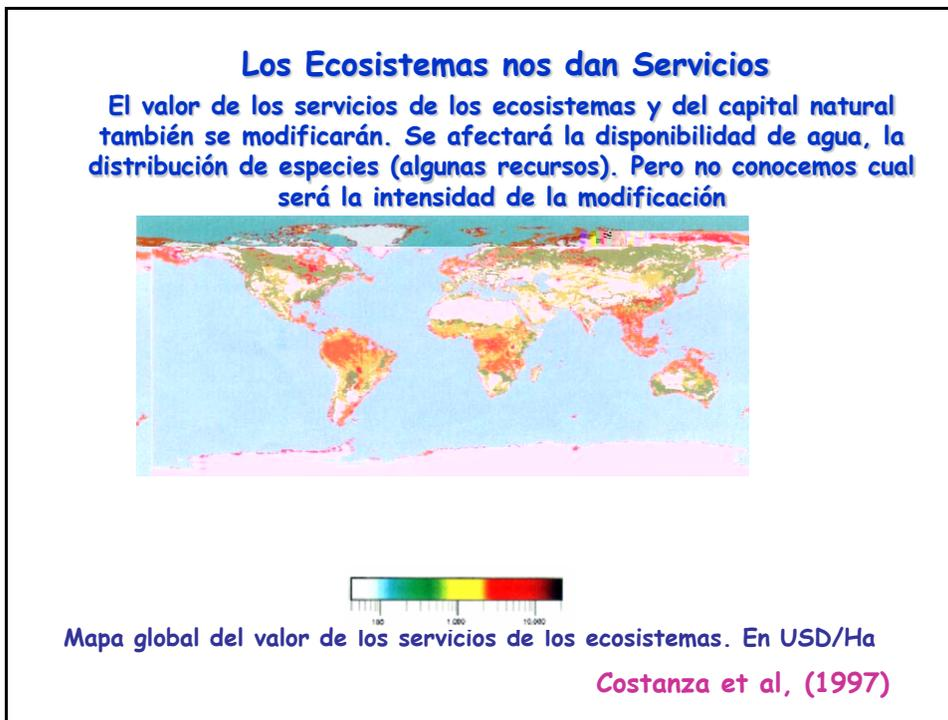 Los Ecosistemas nos dan Servicios
El valor de los servicios de los ecosistemas y del capital natural
también se modificarán. Se afectará la disponibilidad de agua, la
distribución de especies (algunas recursos). Pero no conocemos cual
será la intensidad de la modificación
100 1 000 10,000
Mapa global del valor de los servicios de los ecosistemas. En USD/Ha
Costanza et al, (1997)